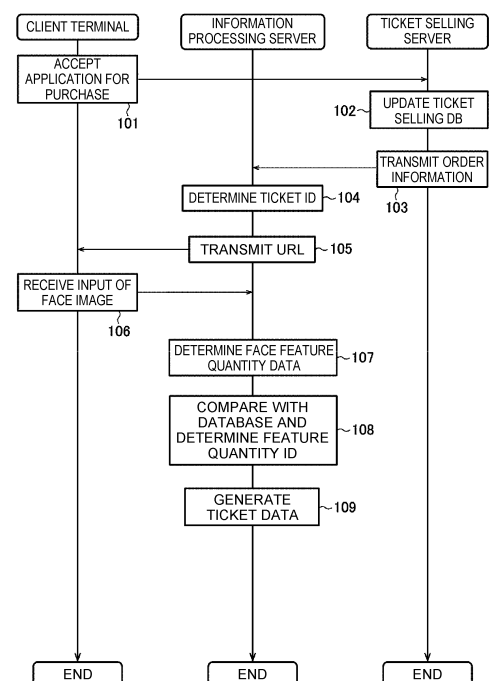 CLIENT TERMINAL
INFORMATION
PROCESSING SERVER
TICKET SELLING
SERVER
ACCEPT
APPLICATION FOR
PURCHASE
101
102
UPDATE TICKET
SELLING DB
TRANSMIT ORDER
INFORMATION
103
DETERMINE TICKET ID
104
TRANSMIT URL
105
RECEIVE INPUT OF
FACE IMAGE
106
DETERMINE FACE FEATURE
QUANTITY DATA
107
COMPARE WITH
DATABASE AND
DETERMINE FEATURE
QUANTITY ID
108
GENERATE
TICKET DATA
109
END
END
END